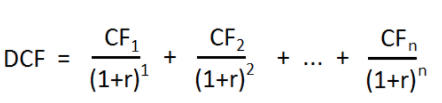 DCF = CF₁/(1+r)¹ + CF₂/(1+r)² + ... + CFₙ/(1+r)ⁿ